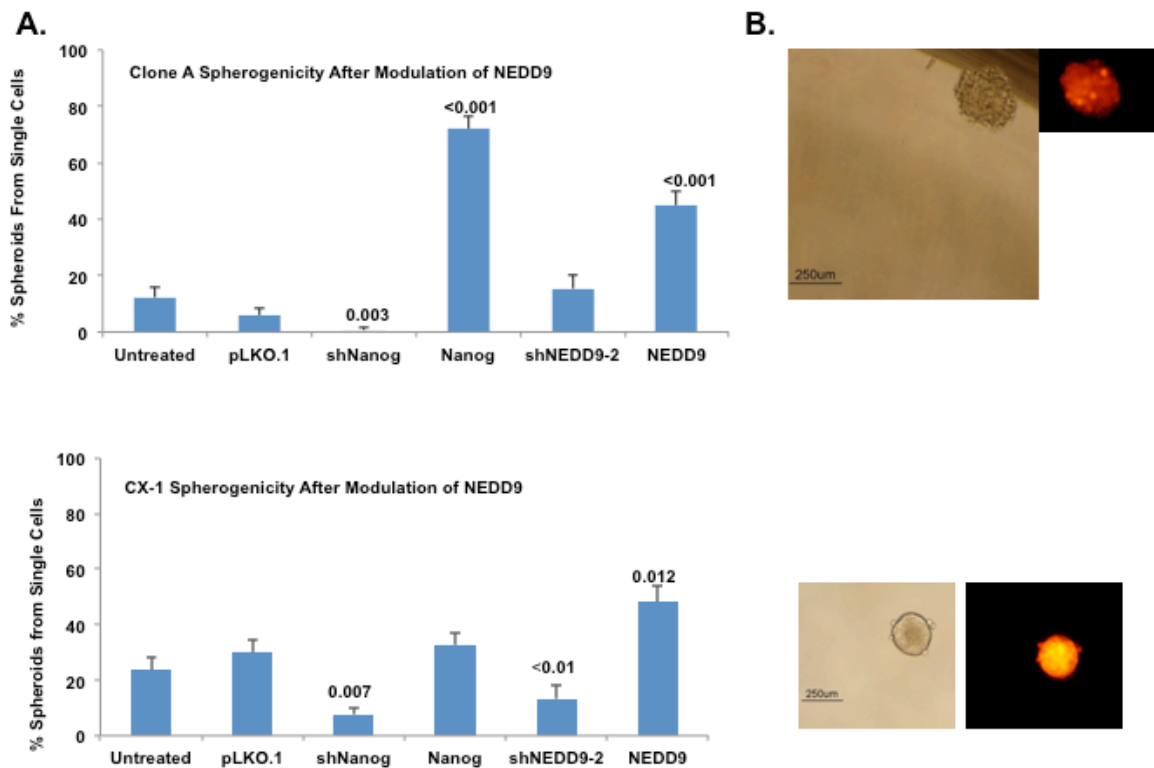 A.
B.
Clone A Spherogenicity After Modulation of NEDD9
% Spheroids From Single Cells
100
80
60
40
20
0
<0.001
<0.001
0.003
Untreated pLKO.1 shNanog Nanog shNEDD9-2 NEDD9
250um
CX-1 Spherogenicity After Modulation of NEDD9
% Spheroids from Single Cells
100
80
60
40
20
0
0.012
<0.01
0.007
Untreated pLKO.1 shNanog Nanog shNEDD9-2 NEDD9
250um